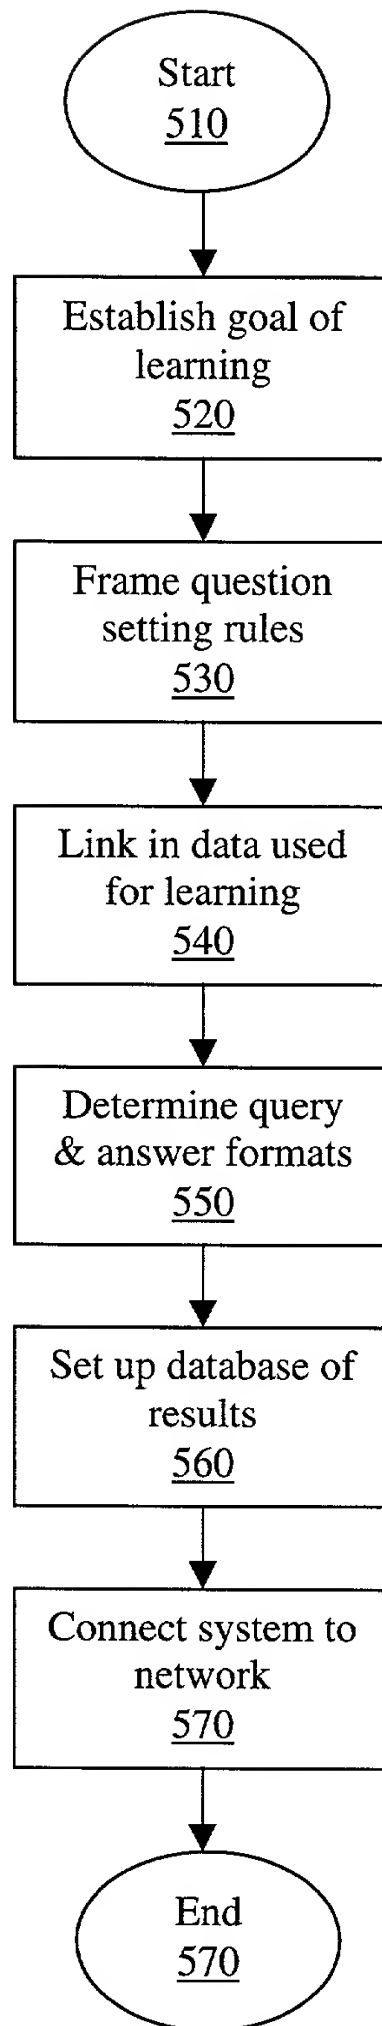 Start
510
Establish goal of
learning
520
Frame question
setting rules
530
Link in data used
for learning
540
Determine query
& answer formats
550
Set up database of
results
560
Connect system to
network
570
End
570